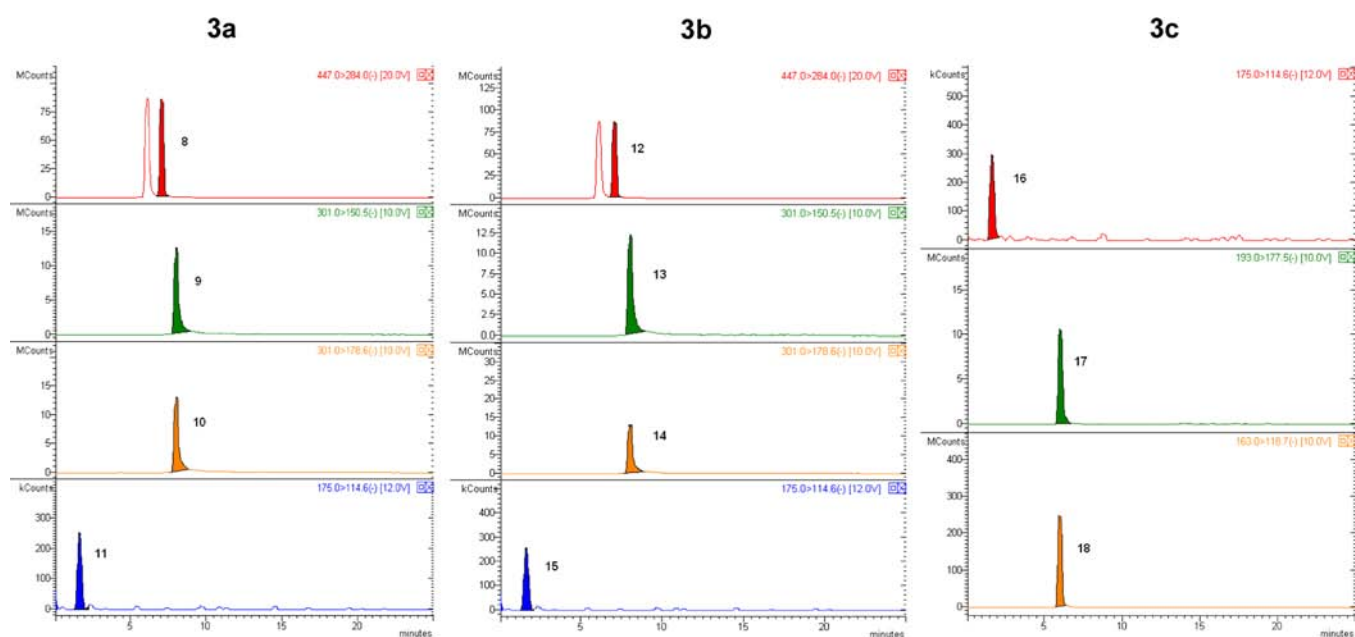 3a
3b
3c
MCounts
447.0>284.0(-) [20.0V]
75
50
25
0
8
MCounts
301.0>150.5(-) [10.0V]
15
10
5
0
9
MCounts
301.0>178.6(-) [10.0V]
15
10
5
0
10
kCounts
175.0>114.6(-) [12.0V]
300
200
100
0
11
5
10
15
20
minutes
MCounts
447.0>284.0(-) [20.0V]
125
100
75
50
25
0
12
MCounts
301.0>150.5(-) [10.0V]
12.5
10.0
7.5
5.0
2.5
0.0
13
MCounts
301.0>178.6(-) [10.0V]
30
25
20
15
10
5
0
14
kCounts
175.0>114.6(-) [12.0V]
400
300
200
100
0
15
5
10
15
20
minutes
kCounts
175.0>114.6(-) [12.0V]
500
400
300
200
100
0
16
MCounts
193.0>177.5(-) [10.0V]
15
10
5
0
17
MCounts
163.0>118.7(-) [10.0V]
400
300
200
100
0
18
5
10
15
20
minutes